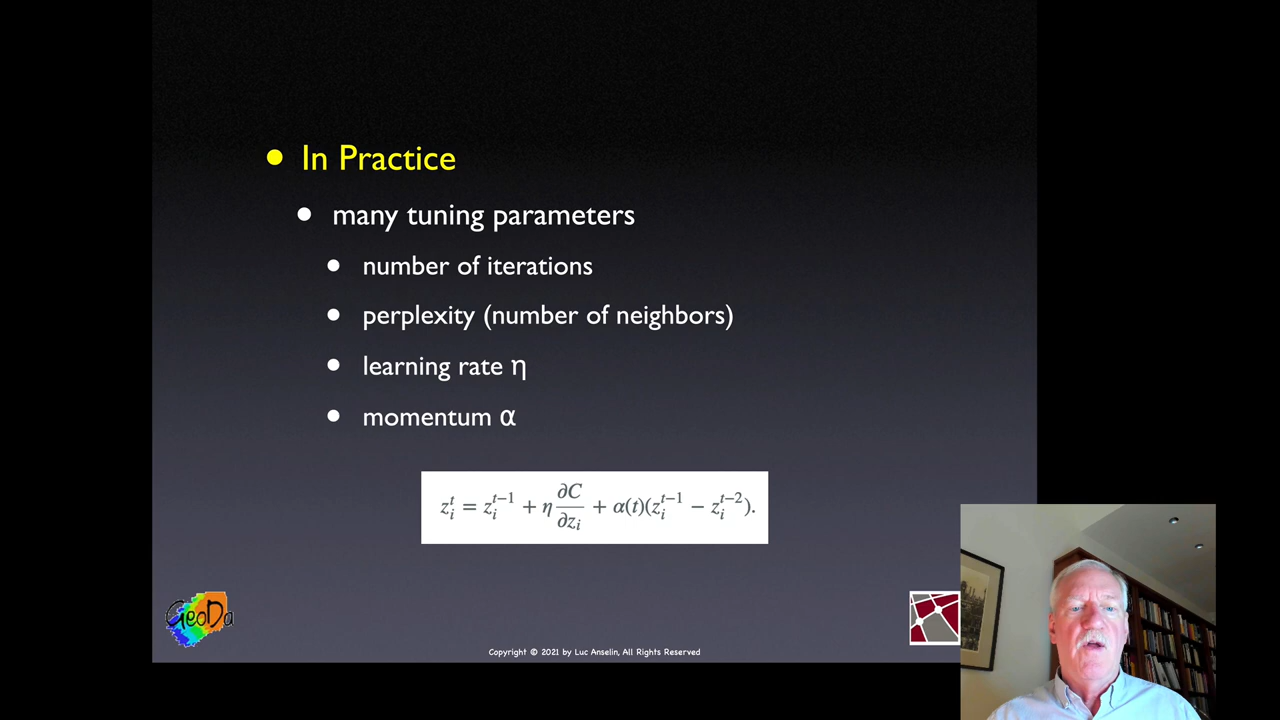 In Practice
many tuning parameters
number of iterations
perplexity (number of neighbors)
learning rate η
momentum α
z_i^t = z_i^{t−1} + η ∂C/∂z_i + α(t)(z_i^{t−1} − z_i^{t−2}).
GeoDa
Copyright © 2021 by Luc Anselin, All Rights Reserved